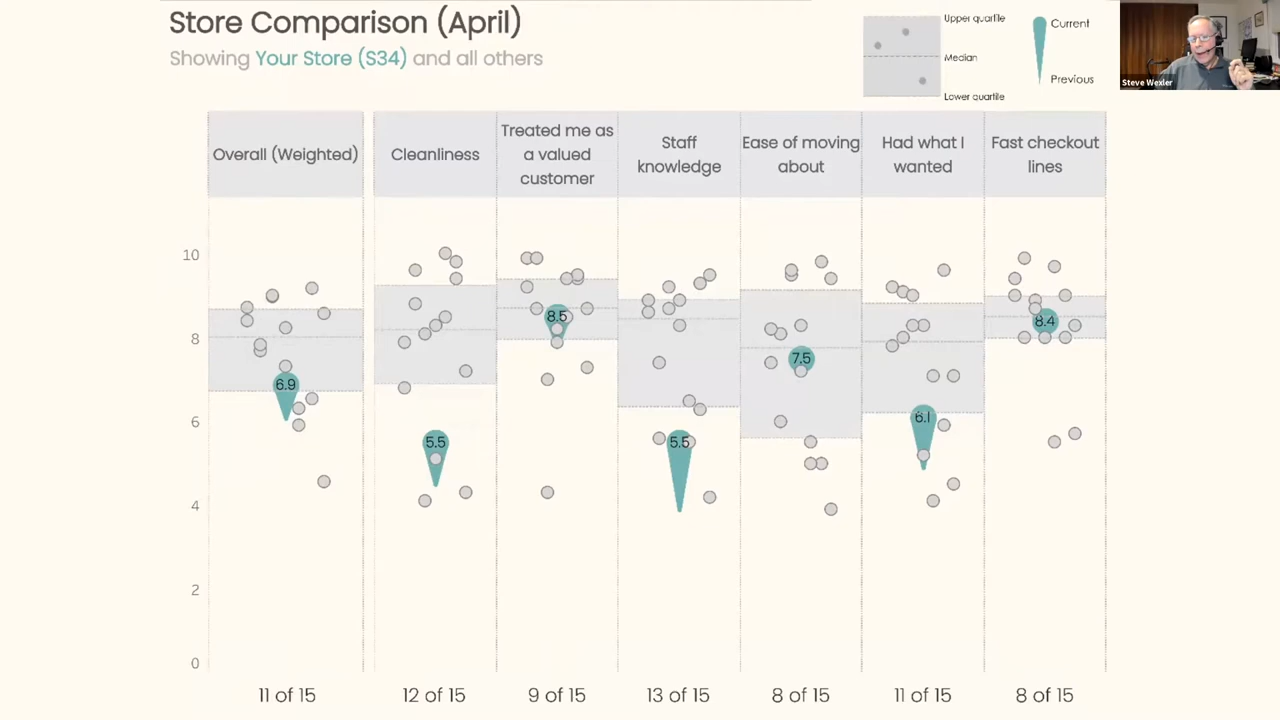 Store Comparison (April)
Showing Your Store (S34) and all others
Upper quartile
Median
Lower quartile
Current
Previous
Steve Wexler
Overall (Weighted)
Cleanliness
Treated me as
a valued
customer
Staff
knowledge
Ease of moving
about
Had what I
wanted
Fast checkout
lines
10
8
6
4
2
0
6.9
5.5
8.5
5.5
7.5
6.1
8.4
11 of 15
12 of 15
9 of 15
13 of 15
8 of 15
11 of 15
8 of 15